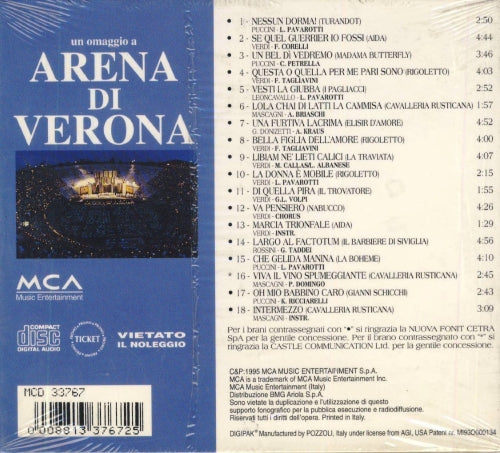 un omaggio a
ARENA
DI
VERONA
MCA
Music Entertainment
COMPACT
disc
DIGITAL AUDIO
TICKET
VIETATO
IL NOLEGGIO
MCD 33767
0 008813 376725
• 1 - NESSUN DORMA! (TURANDOT) 2:50
PUCCINI - L. PAVAROTTI
• 2 - SE QUEL GUERRIER IO FOSSI (AIDA) 4:44
VERDI - F. CORELLI
• 3 - UN BEL DÌ VEDREMO (MADAMA BUTTERFLY) 4:36
PUCCINI - C. PETRELLA
• 4 - QUESTA O QUELLA PER ME PARI SONO (RIGOLETTO) 4:03
VERDI - F. TAGLIAVINI
• 5 - VESTI LA GIUBBA (I PAGLIACCI) 2:52
LEONCAVALLO - L. PAVAROTTI
• 6 - LOLA CHAI DI LATTI LA CAMMISA (CAVALLERIA RUSTICANA) 1:57
MASCAGNI - A. BRIASCHI
• 7 - UNA FURTIVA LACRIMA (ELISIR D'AMORE) 4:52
G. DONIZETTI - A. KRAUS
• 8 - BELLA FIGLIA DELL'AMORE (RIGOLETTO) 4:00
VERDI - F. TAGLIAVINI
• 9 - LIBIAM NE' LIETI CALICI (LA TRAVIATA) 4:07
VERDI - M. CALLAS/L. ALBANESE
• 10 - LA DONNA È MOBILE (RIGOLETTO) 2:15
VERDI - L. PAVAROTTI
• 11 - DI QUELLA PIRA (IL TROVATORE) 1:55
VERDI - G.L. VOLPI
• 12 - VA PENSIERO (NABUCCO) 4:26
VERDI - CHORUS
• 13 - MARCIA TRIONFALE (AIDA) 1:29
VERDI - INSTR.
• 14 - LARGO AL FACTOTUM (IL BARBIERE DI SIVIGLIA) 4:56
ROSSINI - G. TADDEI
• 15 - CHE GELIDA MANINA (LA BOHEME) 4:10
PUCCINI - L. PAVAROTTI
* 16 - VIVA IL VINO SPUMEGGIANTE (CAVALLERIA RUSTICANA) 2:45
MASCAGNI - P. DOMINGO
• 17 - OH MIO BABBINO CARO (GIANNI SCHICCHI) 2:43
PUCCINI - K. RICCIARELLI
• 18 - INTERMEZZO (CAVALLERIA RUSTICANA) 3:09
MASCAGNI - INSTR.
Per i brani contrassegnati con "•" si ringrazia la NUOVA FONIT CETRA
SpA per la gentile concessione. Per il brano contrassegnato con "*" si
ringrazia la CASTLE COMMUNICATION Ltd. per la gentile concessione.
C&P:1995 MCA MUSIC ENTERTAINMENT S.p.A.
MCA is a trademark of MCA Music Entertainment Inc.
MCA Music Entertainment (Italy)
Distribuzione BMG Ariola S.p.A.
Sono vietate la duplicazione e l'utilizzazione di questo
supporto fonografico per la pubblica esecuzione e radiodiffusione.
Riservati tutti i diritti dell'opera. Printed in Italy.
DIGIPAK® Manufactured by POZZOLI, Italy under license from AGI, USA Patent nr. MI93D000134